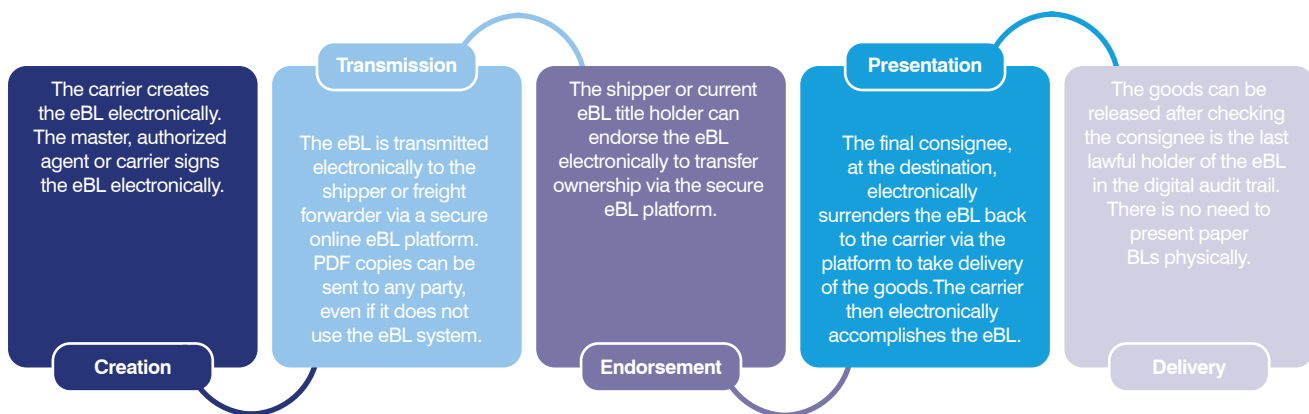 The carrier creates
the eBL electronically.
The master, authorized
agent or carrier signs
the eBL electronically.
Creation
Transmission
The eBL is transmitted
electronically to the
shipper or freight
forwarder via a secure
online eBL platform.
PDF copies can be
sent to any party,
even if it does not
use the eBL system.
The shipper or current
eBL title holder can
endorse the eBL
electronically to transfer
ownership via the secure
eBL platform.
Endorsement
Presentation
The final consignee,
at the destination,
electronically
surrenders the eBL back
to the carrier via the
platform to take delivery
of the goods.The carrier
then electronically
accomplishes the eBL.
The goods can be
released after checking
the consignee is the last
lawful holder of the eBL
in the digital audit trail.
There is no need to
present paper
BLs physically.
Delivery